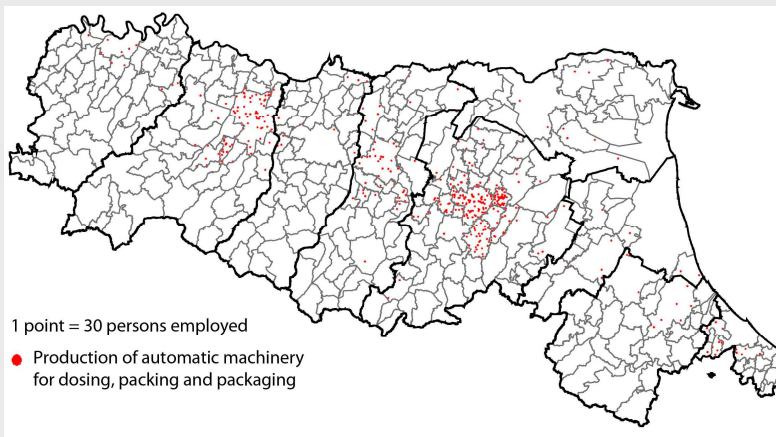 1 point = 30 persons employed
Production of automatic machinery
for dosing, packing and packaging